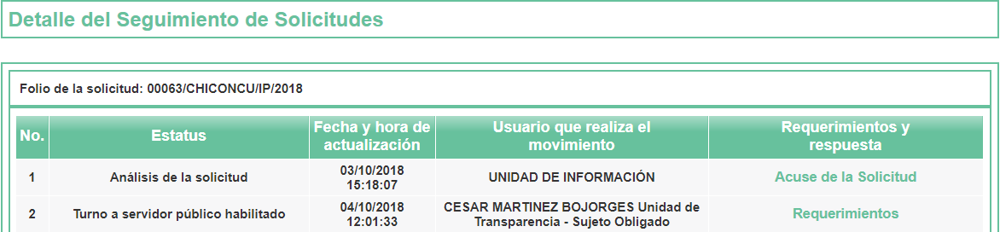 Detalle del Seguimiento de Solicitudes
Folio de la solicitud: 00063/CHICONCU/IP/2018
No.
Estatus
Fecha y hora de
actualización
Usuario que realiza el
movimiento
Requerimientos y
respuesta
1
Análisis de la solicitud
03/10/2018
15:18:07
UNIDAD DE INFORMACIÓN
Acuse de la Solicitud
2
Turno a servidor público habilitado
04/10/2018
12:01:33
CESAR MARTINEZ BOJORGES Unidad de
Transparencia - Sujeto Obligado
Requerimientos